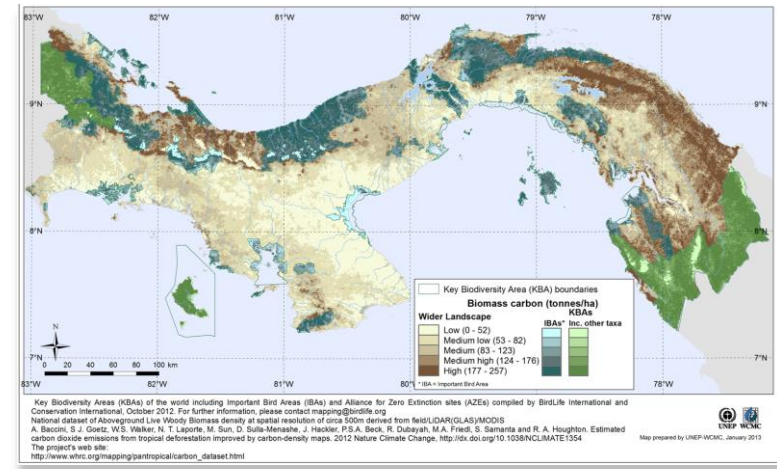 83°W 82°W 81°W 80°W 79°W 78°W
9°N 9°N
8°N 8°N
7°N 7°N
Key Biodiversity Area (KBA) boundaries
Biomass carbon (tonnes/ha)
Wider Landscape IBAs* KBAs Inc. other taxa
Low (0 - 52)
Medium low (53 - 82)
Medium (83 - 123)
Medium high (124 - 176)
High (177 - 257)
* IBA = Important Bird Area
N
0 20 40 60 80 100 km
83°W 82°W 81°W 80°W 79°W 78°W
Key Biodiversity Areas (KBAs) of the world including Important Bird Areas (IBAs) and Alliance for Zero Extinction sites (AZEs) compiled by BirdLife International and
Conservation International, October 2012. For further information, please contact mapping@birdlife.org
National dataset of Aboveground Live Woody Biomass density at spatial resolution of circa 500m derived from field/LiDAR(GLAS)/MODIS
A. Baccini, S J. Goetz, W.S. Walker, N. T. Laporte, M. Sun, D. Sulla-Menashe, J. Hackler, P.S.A. Beck, R. Dubayah, M.A. Friedl, S. Samanta and R. A. Houghton. Estimated
carbon dioxide emissions from tropical deforestation improved by carbon-density maps. 2012 Nature Climate Change, http://dx.doi.org/10.1038/NCLIMATE1354
The project's web site:
http://www.whrc.org/mapping/pantropical/carbon_dataset.html
UNEP WCMC
Map prepared by UNEP-WCMC, January 2013